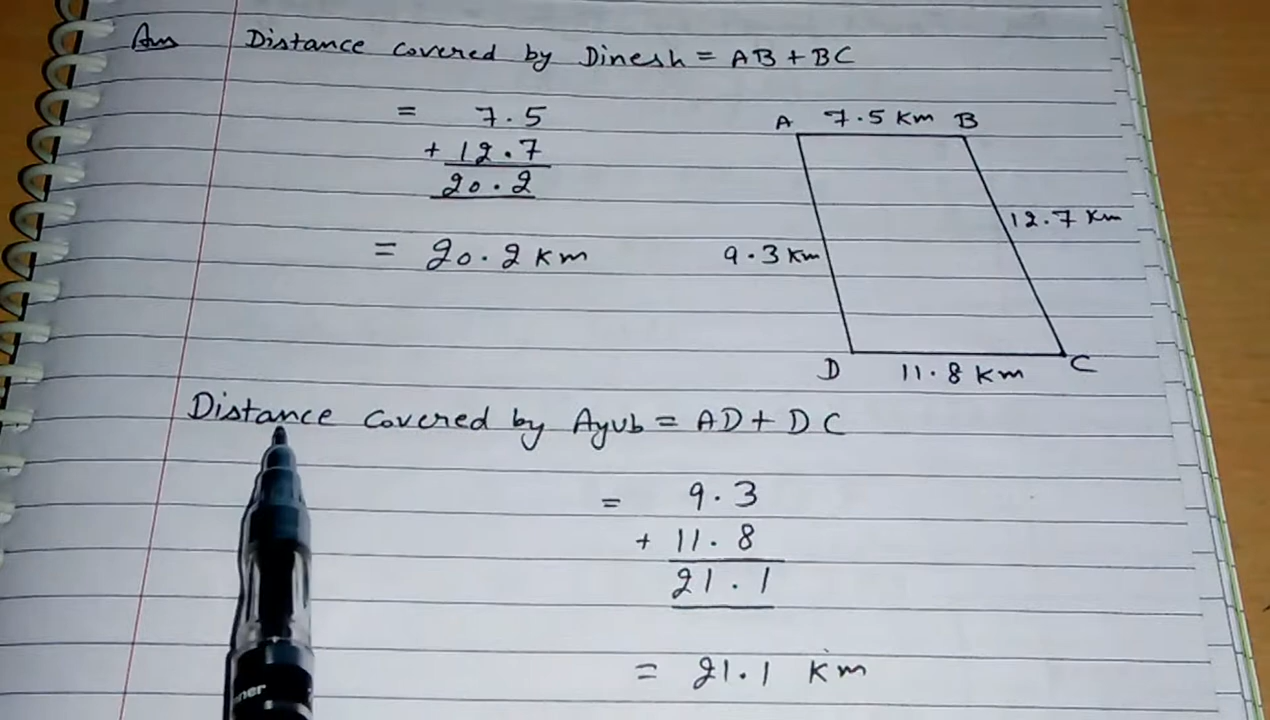 Ans Distance covered by Dinesh = AB + BC
= 7.5
+ 12.7
20.2
= 20.2 km
A 7.5 km B
12.7 km
9.3 km
D 11.8 km C
Distance covered by Ayub = AD + DC
= 9.3
+ 11.8
21.1
= 21.1 km
ner